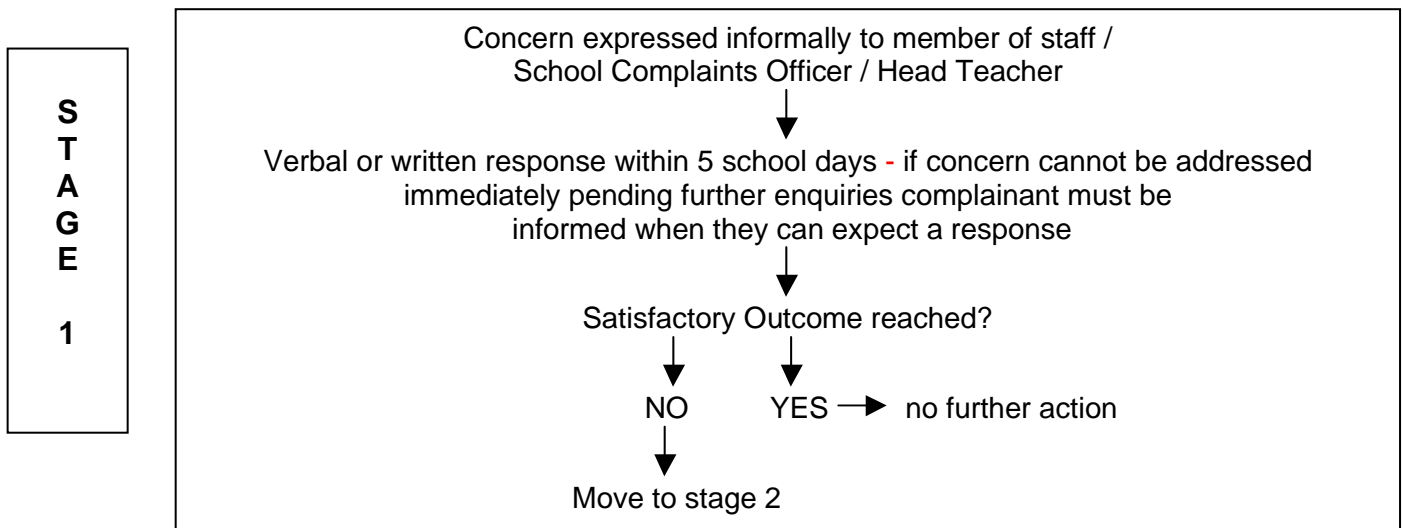 S
T
A
G
E
1
Concern expressed informally to member of staff /
School Complaints Officer / Head Teacher
Verbal or written response within 5 school days - if concern cannot be addressed
immediately pending further enquiries complainant must be
informed when they can expect a response
Satisfactory Outcome reached?
NO YES no further action
Move to stage 2